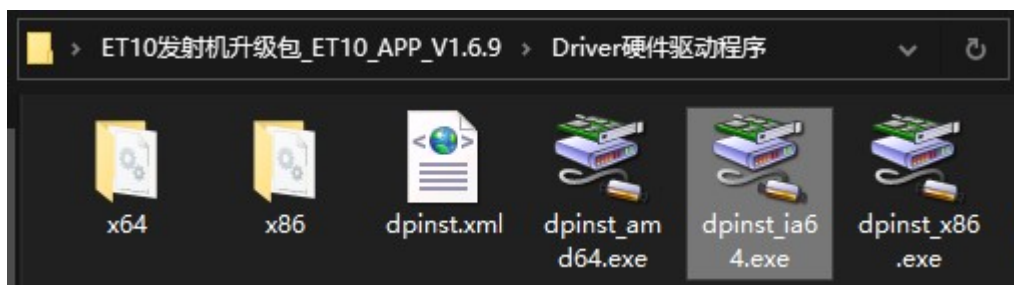 ET10发射机升级包_ET10_APP_V1.6.9 > Driver硬件驱动程序
x64
x86
dpinst.xml
dpinst_am
d64.exe
dpinst_ia6
4.exe
dpinst_x86
.exe